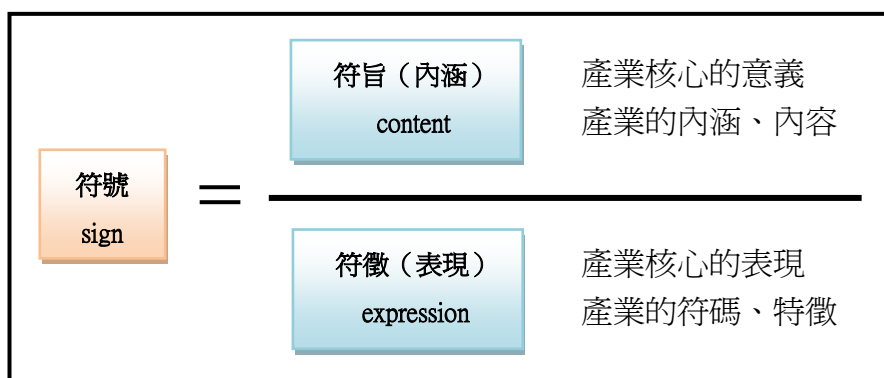 符旨（內涵）
content
產業核心的意義
產業的內涵、內容
符號
sign
=
符徵（表現）
expression
產業核心的表現
產業的符碼、特徵